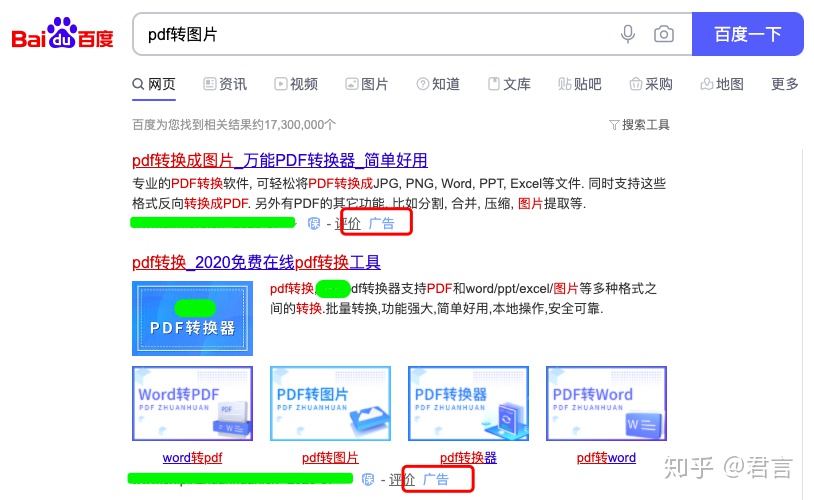 Bai du 百度
pdf转图片
百度一下
网页 资讯 视频 图片 知道 文库 贴吧 采购 地图 更多
百度为您找到相关结果约17,300,000个
搜索工具
pdf转换成图片_万能PDF转换器_简单好用
专业的PDF转换软件, 可轻松将PDF转换成JPG, PNG, Word, PPT, Excel等文件. 同时支持这些
格式反向转换成PDF. 另外有PDF的其它功能, 比如分割, 合并, 压缩, 图片提取等.
保 - 评价 广告
pdf转换_2020免费在线pdf转换工具
pdf转换, df转换器支持PDF和word/ppt/excel/图片等多种格式之
间的转换.批量转换,功能强大,简单好用,本地操作,安全可靠.
PDF转换器
Word转PDF
PDF ZHUANHUAN
PDF
W
PDF转图片
PDF ZHUANHUAN
PDF转换器
PDF ZHUANHUAN
PDF转Word
PDF ZHUANHUAN
W
word转pdf
pdf转图片
pdf转换器
pdf转word
保 - 评价 广告
知乎 @君言